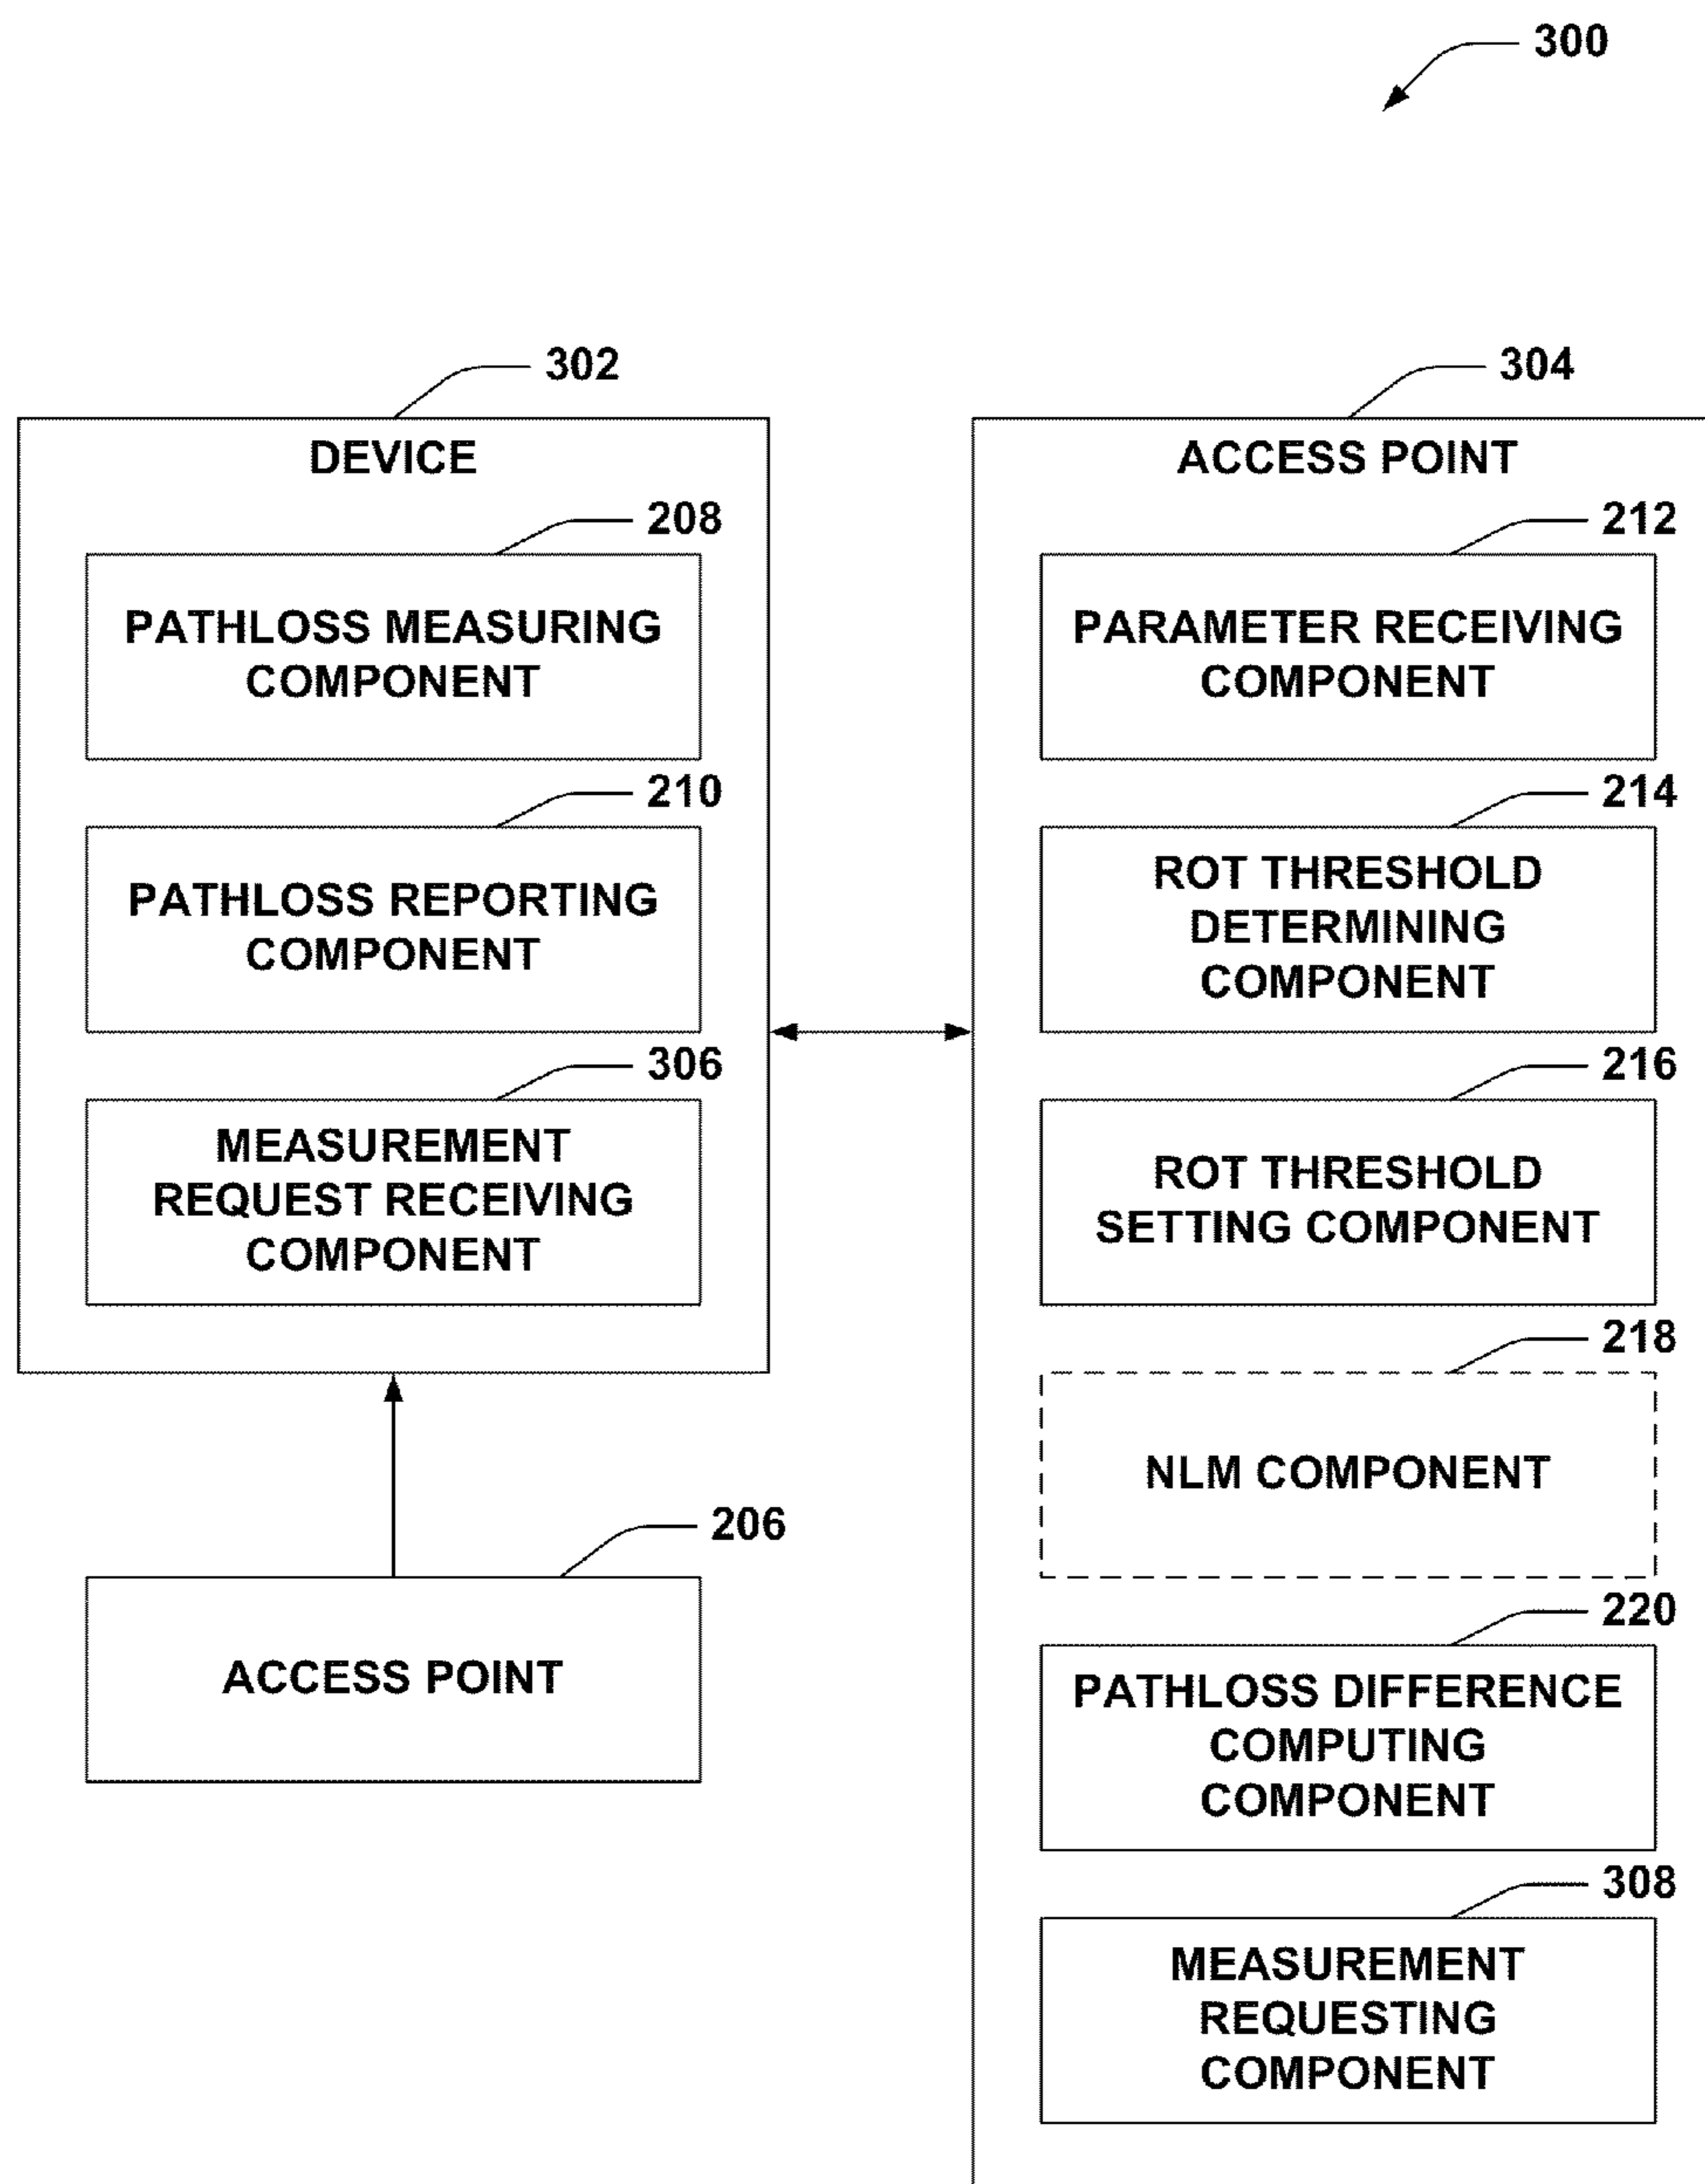 300
302
DEVICE
208
PATHLOSS MEASURING
COMPONENT
210
PATHLOSS REPORTING
COMPONENT
306
MEASUREMENT
REQUEST RECEIVING
COMPONENT
206
ACCESS POINT
304
ACCESS POINT
212
PARAMETER RECEIVING
COMPONENT
214
ROT THRESHOLD
DETERMINING
COMPONENT
216
ROT THRESHOLD
SETTING COMPONENT
218
NLM COMPONENT
220
PATHLOSS DIFFERENCE
COMPUTING
COMPONENT
308
MEASUREMENT
REQUESTING
COMPONENT